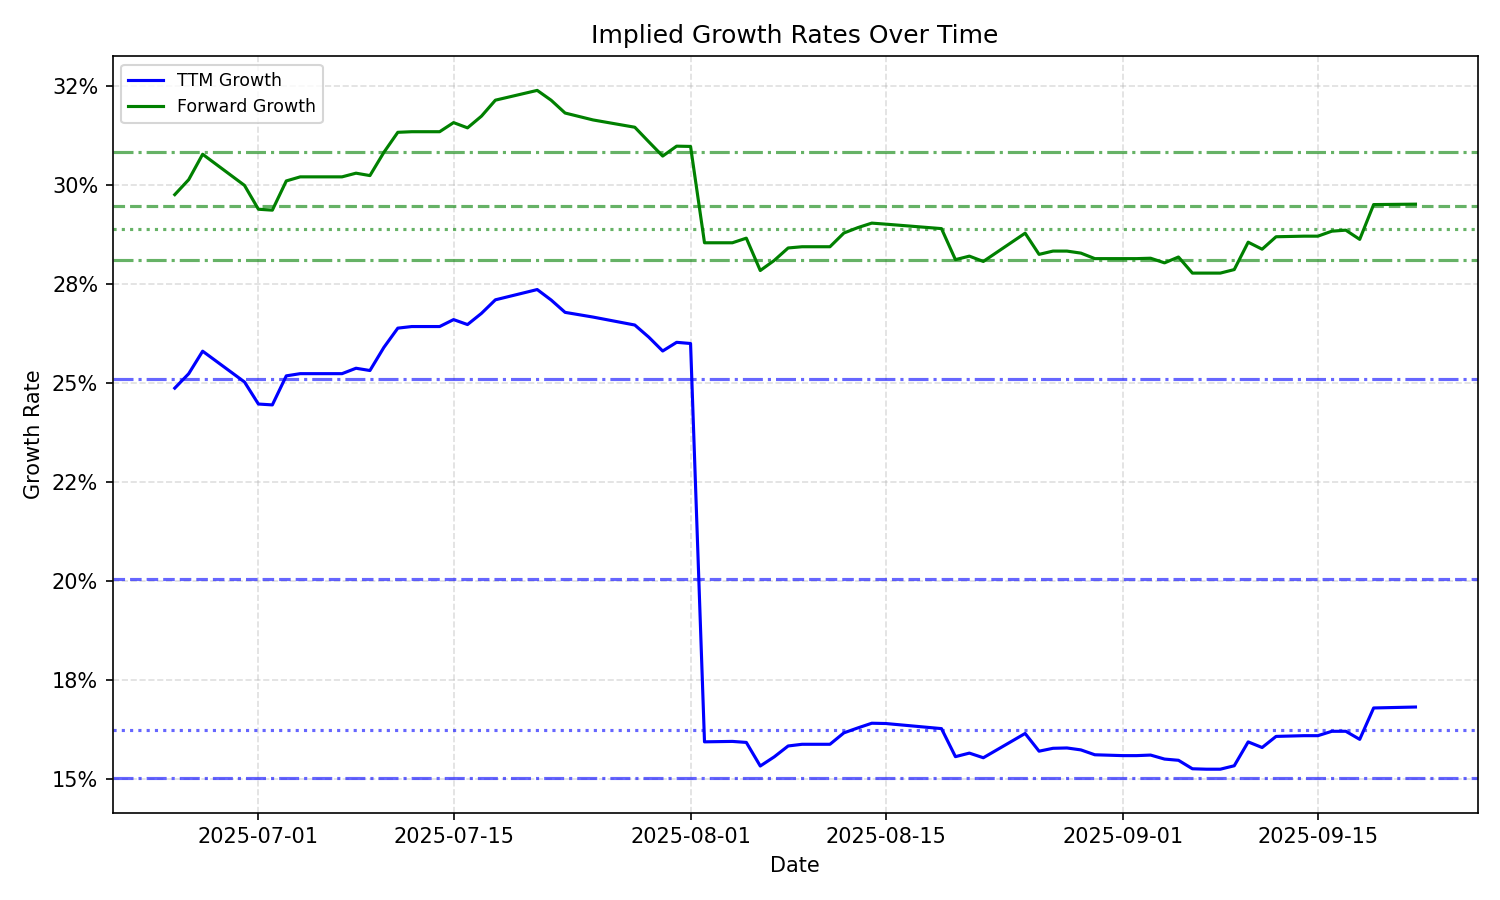 Implied Growth Rates Over Time
TTM Growth
Forward Growth
32%
30%
28%
25%
22%
20%
18%
15%
Growth Rate
2025-07-01
2025-07-15
2025-08-01
2025-08-15
2025-09-01
2025-09-15
Date